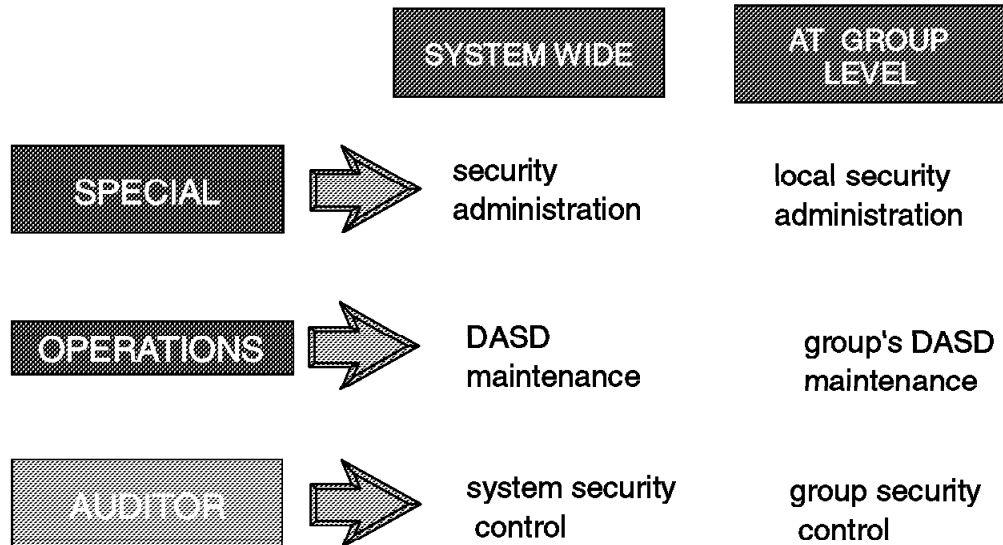 SYSTEM WIDE
AT GROUP
LEVEL
SPECIAL
security
administration
local security
administration
OPERATIONS
DASD
maintenance
group's DASD
maintenance
AUDITOR
system security
control
group security
control